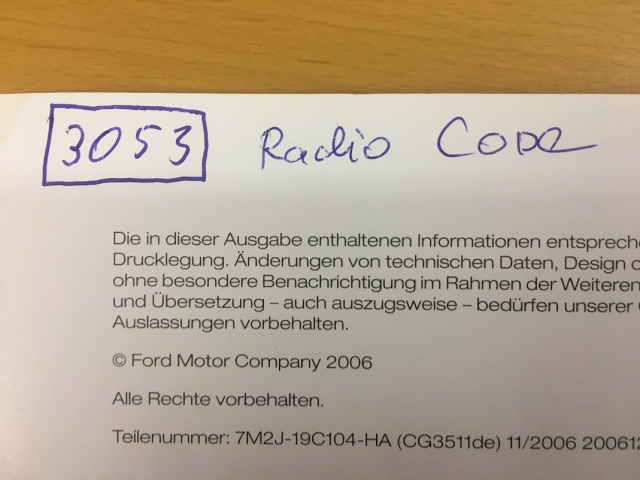 3053 Radio Code
Die in dieser Ausgabe enthaltenen Informationen entspreche
Drucklegung. Änderungen von technischen Daten, Design o
ohne besondere Benachrichtigung im Rahmen der Weiteren
und Übersetzung – auch auszugsweise – bedürfen unserer
Auslassungen vorbehalten.
© Ford Motor Company 2006
Alle Rechte vorbehalten.
Teilenummer: 7M2J-19C104-HA (CG3511de) 11/2006 200612